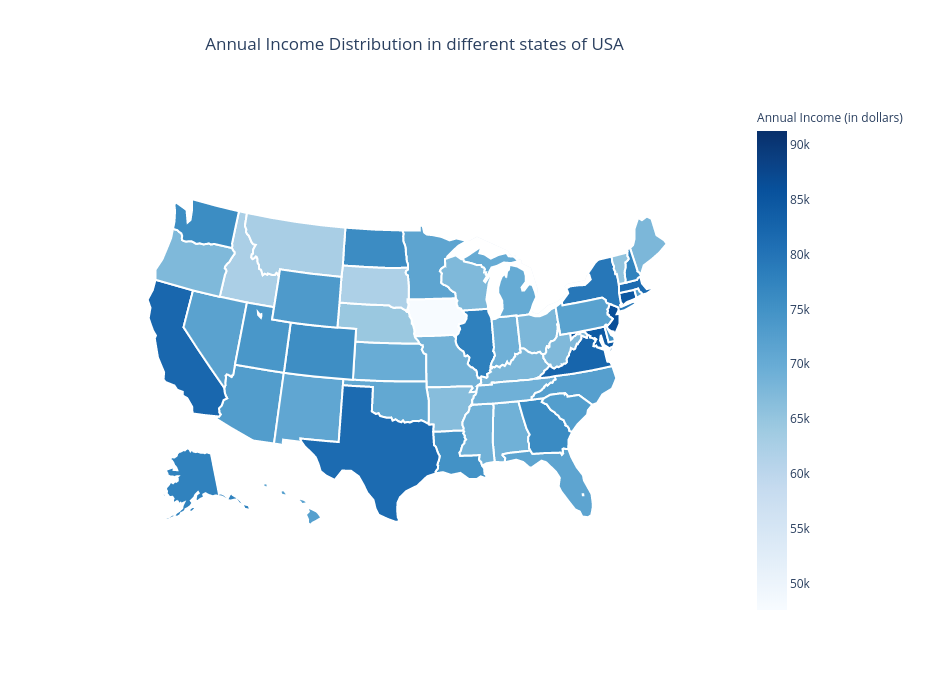 Annual Income Distribution in different states of USA
Annual Income (in dollars)
90k
85k
80k
75k
70k
65k
60k
55k
50k